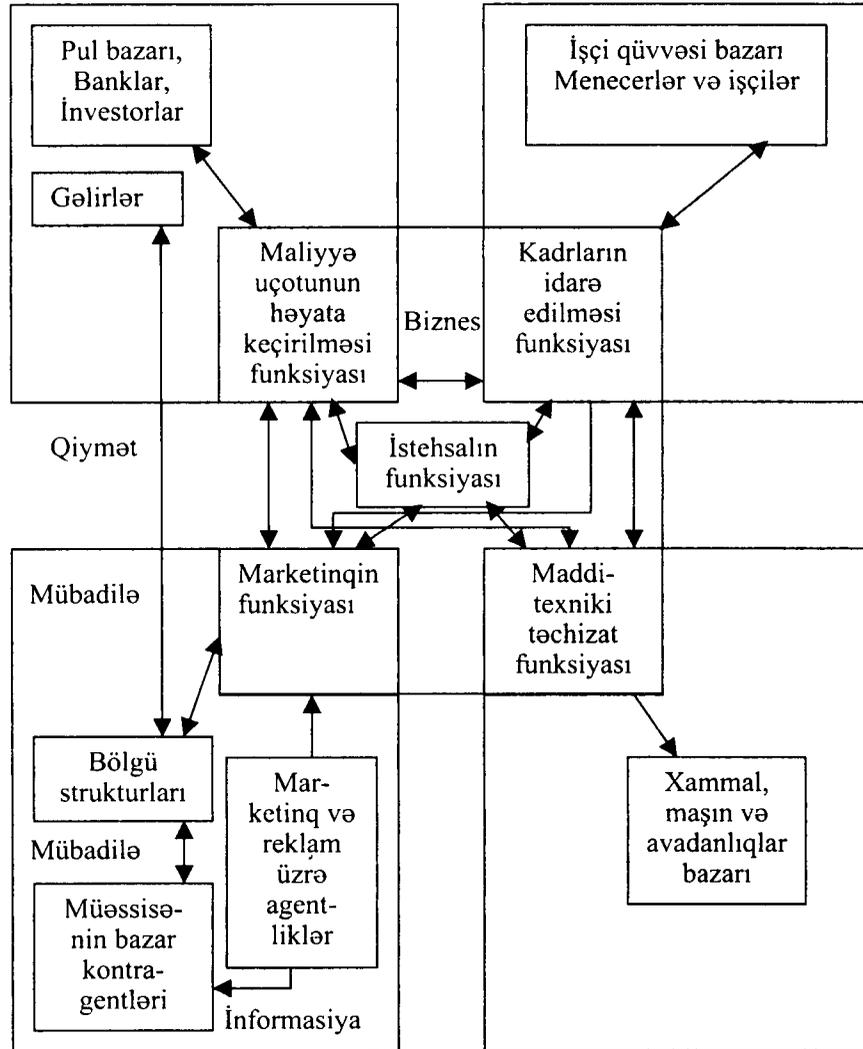 Pul bazarı,
Banklar,
İnvestorlar
İşçi qüvvəsi bazarı
Menecerlər və işçilər
Gəlirlər
Maliyyə
uçotunun
həyata
keçirilməsi
funksiyası
Biznes
Kadrların
idarə
edilməsi
funksiyası
Qiymət
İstehsalın
funksiyası
Mübadilə
Marketinqin
funksiyası
Maddi-
texniki
təchizat
funksiyası
Bölgü
strukturları
Mar-
ketinq və
reklam
üzrə
agent-
liklər
Xammal,
maşın və
avadanlıqlar
bazarı
Mübadilə
Müəssisə-
nin bazar
kontra-
gentləri
İnformasiya